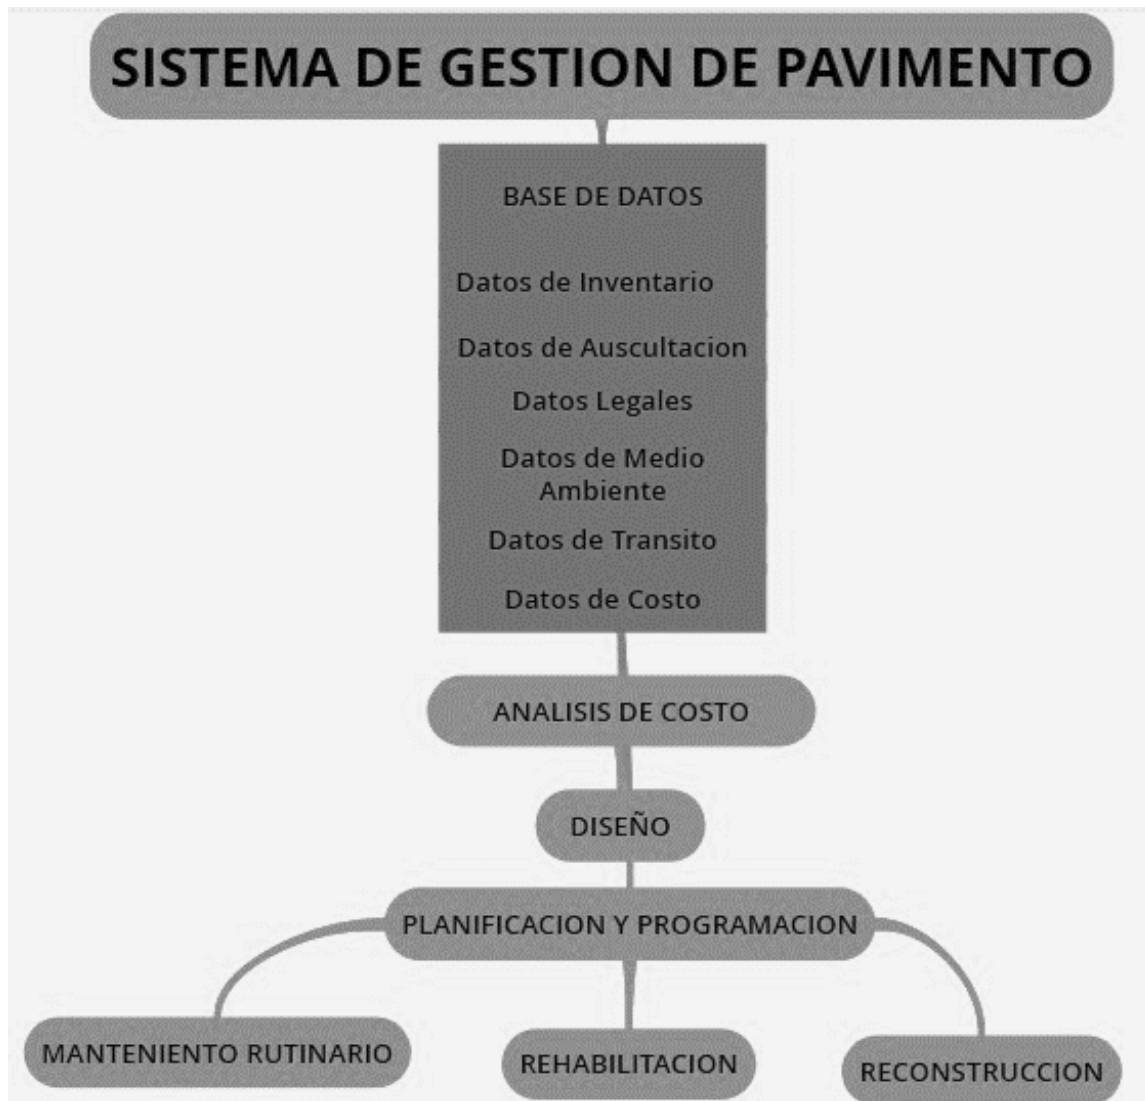 SISTEMA DE GESTION DE PAVIMENTO
BASE DE DATOS
Datos de Inventario
Datos de Auscultacion
Datos Legales
Datos de Medio
Ambiente
Datos de Transito
Datos de Costo
ANALISIS DE COSTO
DISEÑO
PLANIFICACION Y PROGRAMACION
MANTENIENTO RUTINARIO
REHABILITACION
RECONSTRUCCION